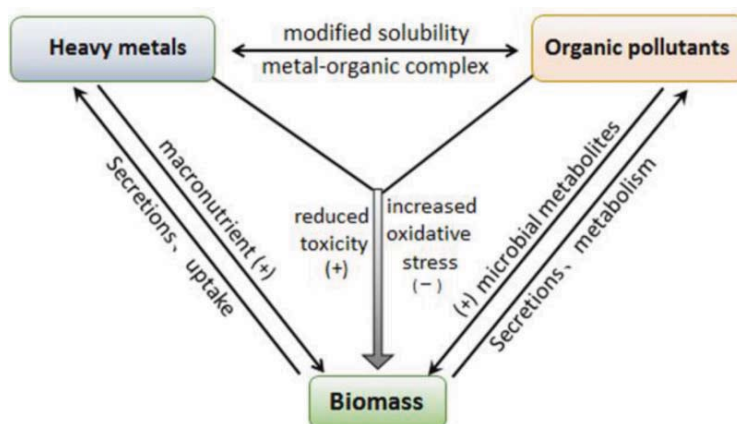 Heavy metals
modified solubility
metal-organic complex
Organic pollutants
macronutrient (+)
Secretions、uptake
reduced
toxicity
(+)
increased
oxidative
stress
(−)
(+) microbial metabolites
Secretions、metabolism
Biomass